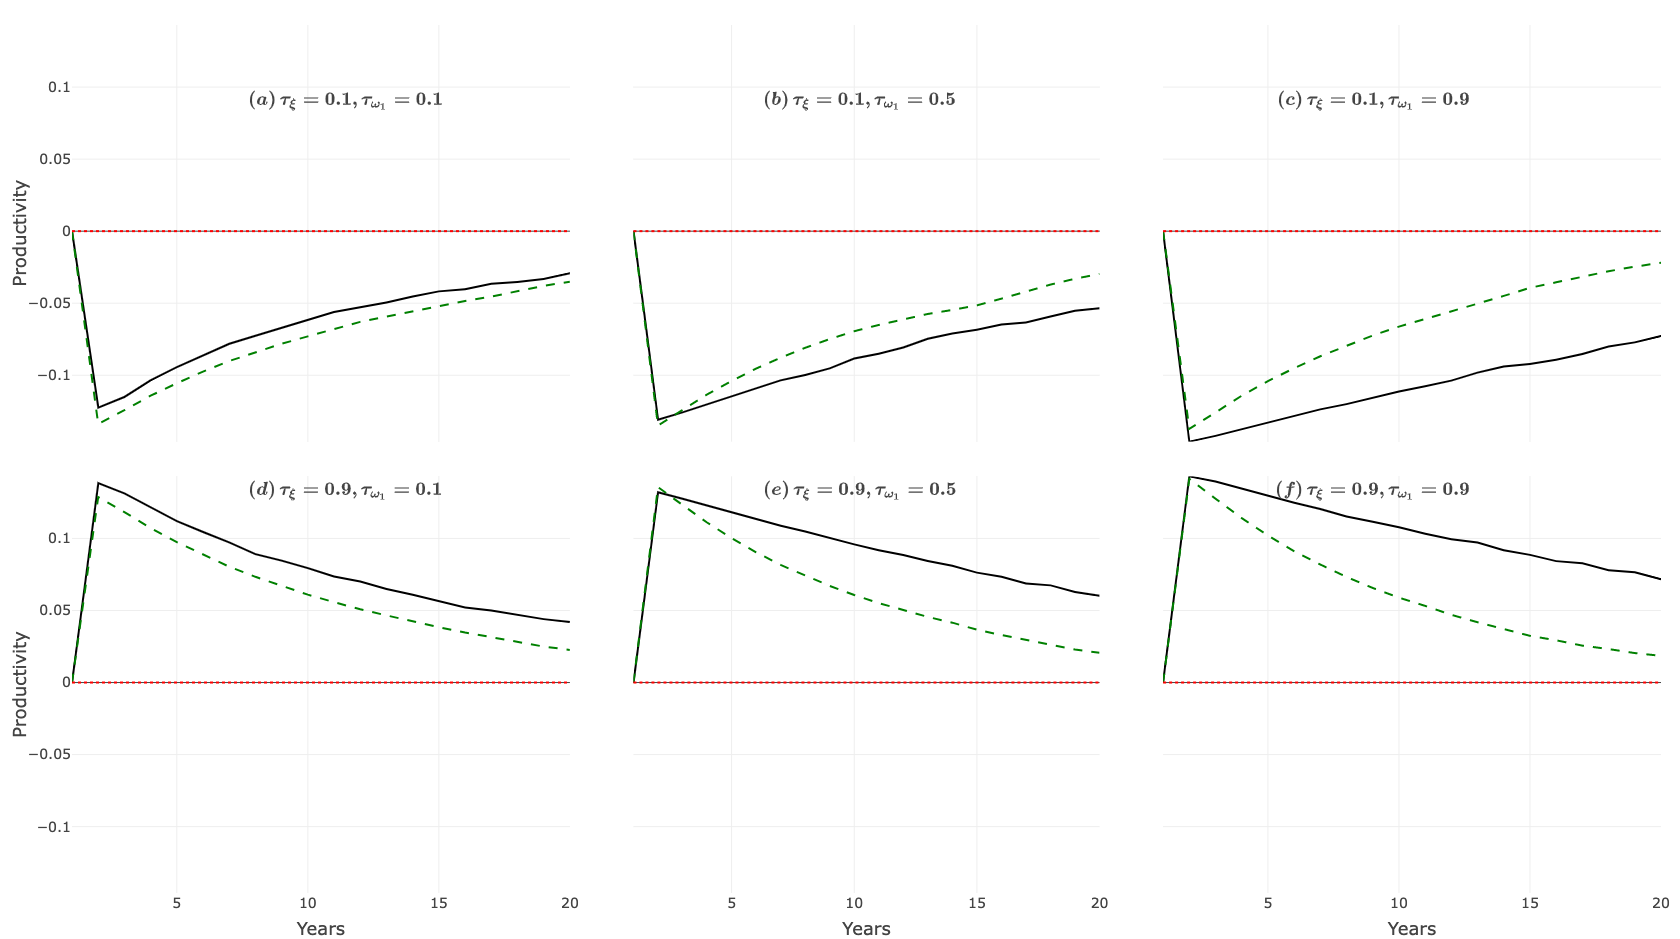 (a) τ_ξ = 0.1, τ_ω₁ = 0.1
(b) τ_ξ = 0.1, τ_ω₁ = 0.5
(c) τ_ξ = 0.1, τ_ω₁ = 0.9
0.1
0.05
0
−0.05
−0.1
Productivity
(d) τ_ξ = 0.9, τ_ω₁ = 0.1
(e) τ_ξ = 0.9, τ_ω₁ = 0.5
(f) τ_ξ = 0.9, τ_ω₁ = 0.9
0.1
0.05
0
−0.05
−0.1
Productivity
5 10 15 20
5 10 15 20
5 10 15 20
Years
Years
Years